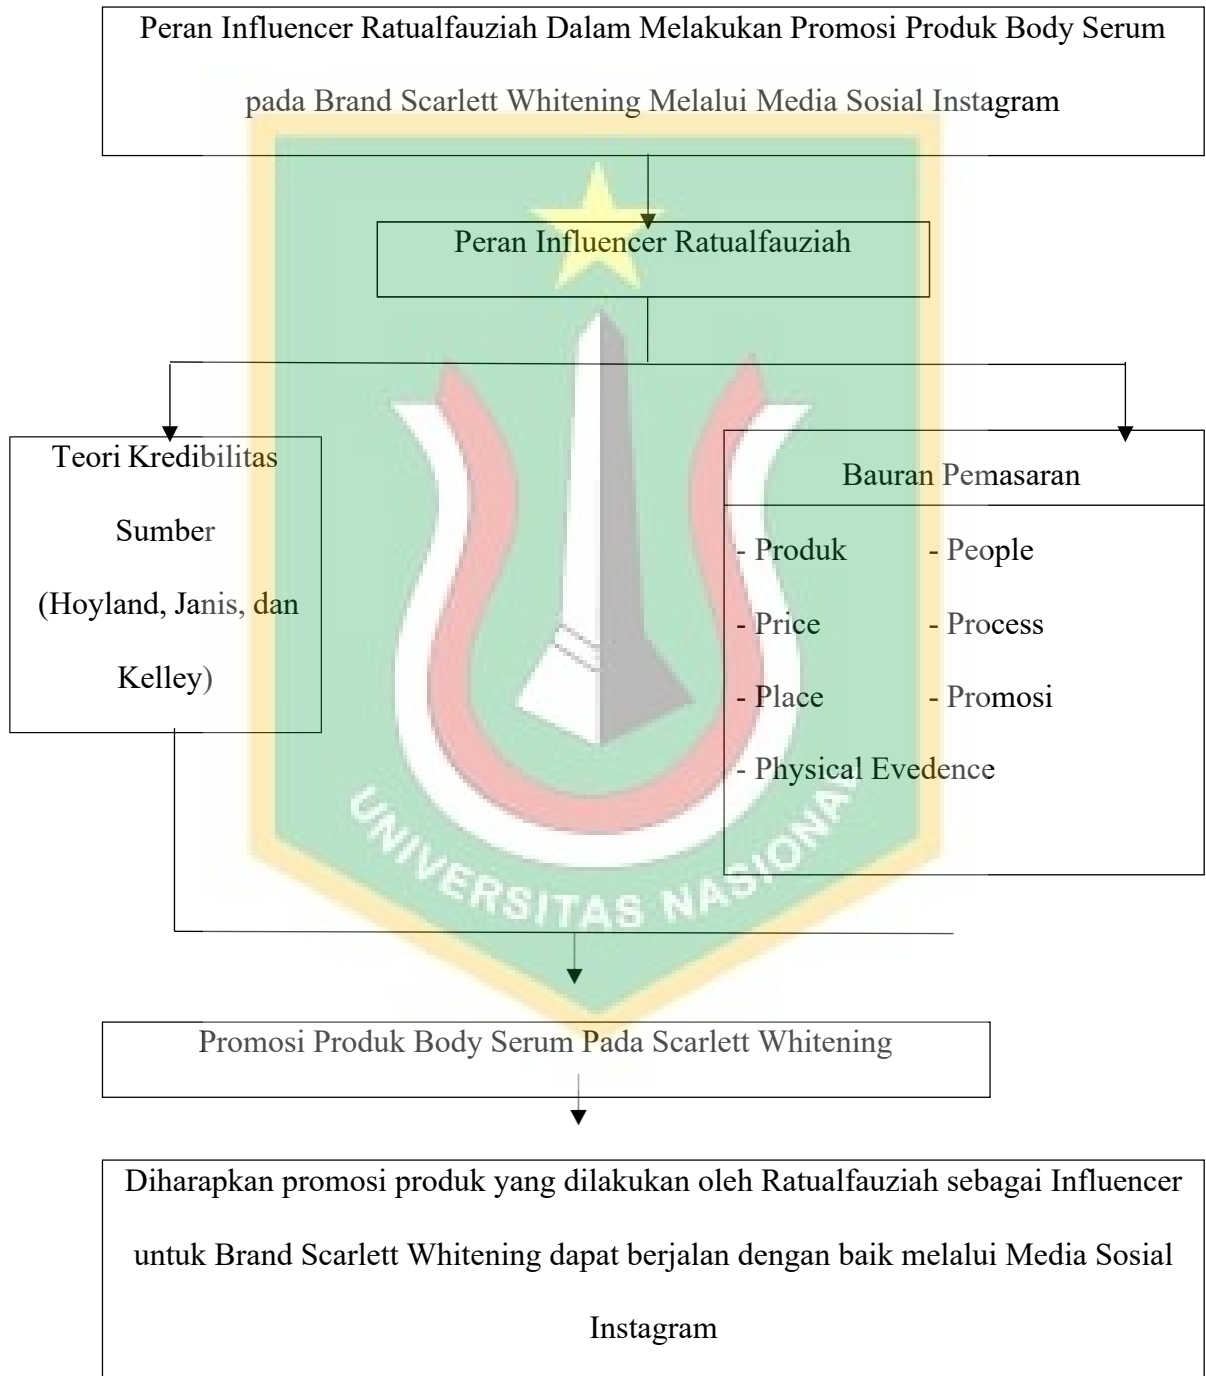 Peran Influencer Ratualfauziah Dalam Melakukan Promosi Produk Body Serum
pada Brand Scarlett Whitening Melalui Media Sosial Instagram
Peran Influencer Ratualfauziah
Teori Kredibilitas
Sumber
(Hoyland, Janis, dan
Kelley)
Bauran Pemasaran
- Produk - People
- Price - Process
- Place - Promosi
- Physical Evedence
UNIVERSITAS NASIONAL
Promosi Produk Body Serum Pada Scarlett Whitening
Diharapkan promosi produk yang dilakukan oleh Ratualfauziah sebagai Influencer
untuk Brand Scarlett Whitening dapat berjalan dengan baik melalui Media Sosial
Instagram